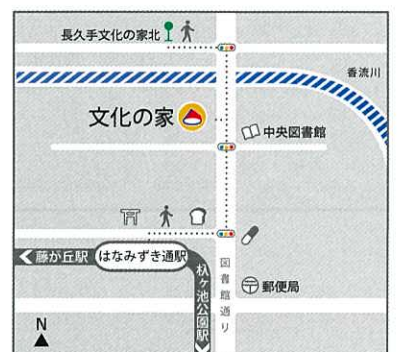 長久手文化の家北
香流川
文化の家
中央図書館
藤が丘駅
はなみずき通駅
杁ヶ池公園駅
図書館通り
郵便局
N